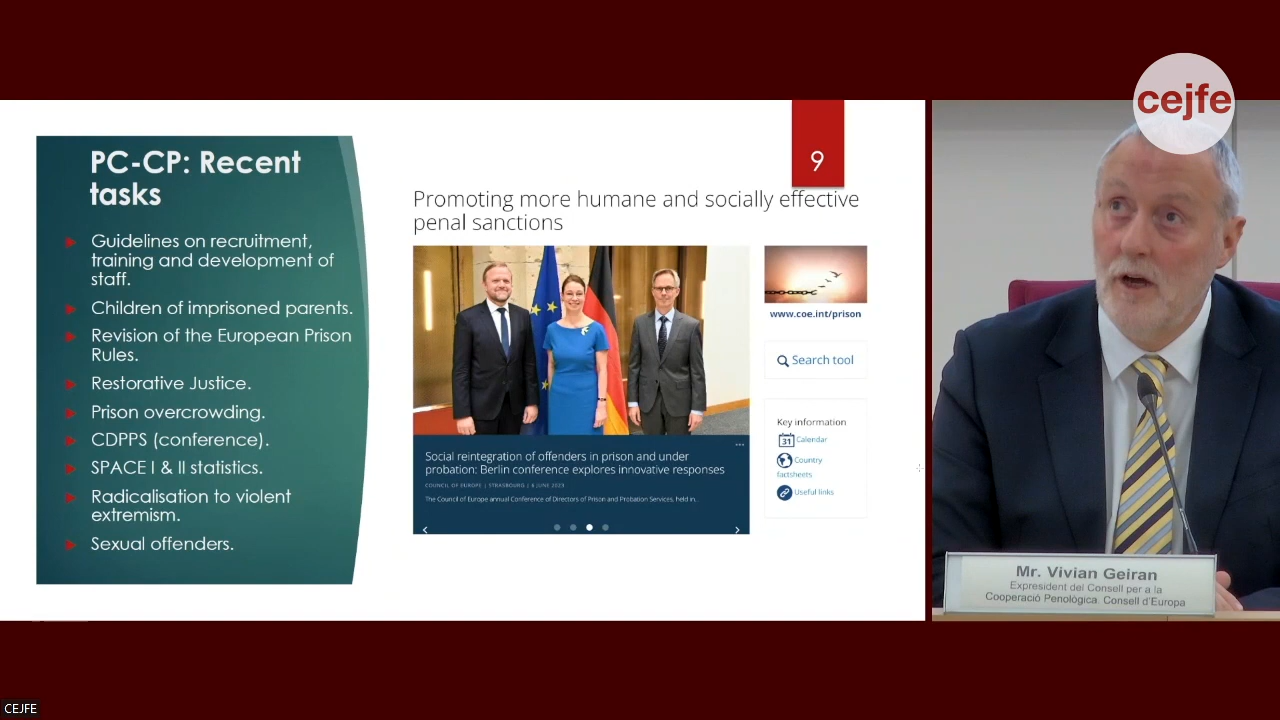 cejfe
PC-CP: Recent
tasks
Guidelines on recruitment,
training and development of
staff.
Children of imprisoned parents.
Revision of the European Prison
Rules.
Restorative Justice.
Prison overcrowding.
CDPPS (conference).
SPACE I & II statistics.
Radicalisation to violent
extremism.
Sexual offenders.
9
Promoting more humane and socially effective
penal sanctions
Social reintegration of offenders in prison and under
probation: Berlin conference explores innovative responses
COUNCIL OF EUROPE | STRASBOURG | 6 JUNE 2023
The Council of Europe annual Conference of Directors of Prison and Probation Services, held in...
www.coe.int/prison
Search tool
Key information
31 Calendar
Country
factsheets
Useful links
Mr. Vivian Geiran
Expresident del Consell per a la
Cooperació Penològica. Consell d'Europa
CEJFE